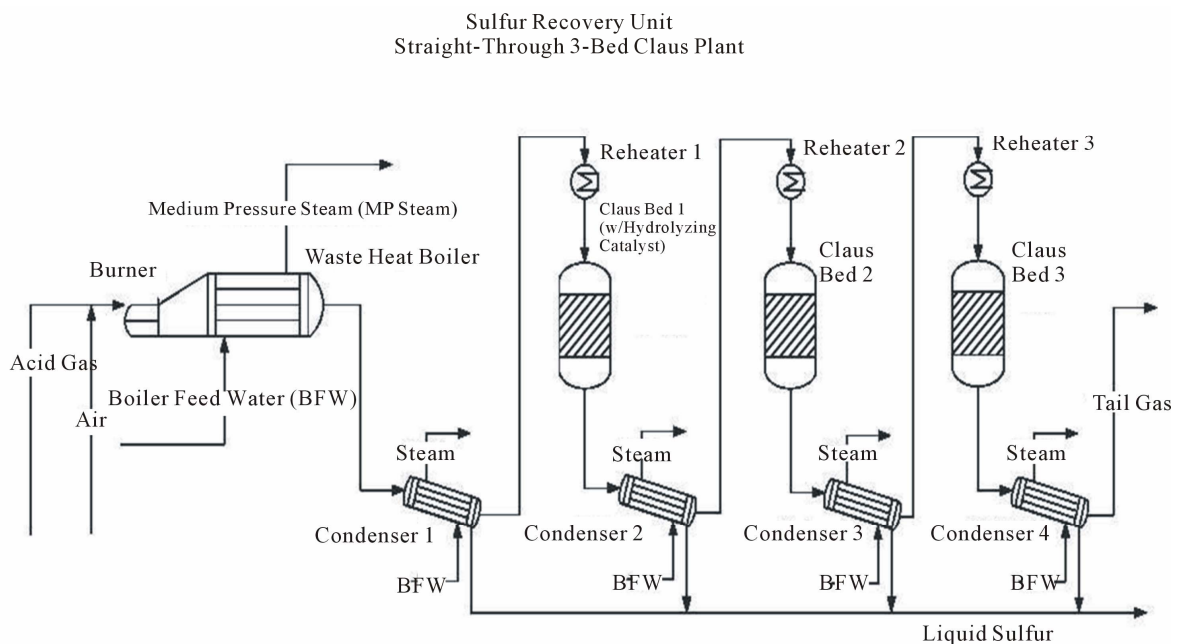 Sulfur Recovery Unit
Straight-Through 3-Bed Claus Plant
Reheater 1
Reheater 2
Reheater 3
Medium Pressure Steam (MP Steam)
Claus Bed 1
(w/Hydrolyzing
Catalyst)
Waste Heat Boiler
Burner
Claus
Bed 2
Claus
Bed 3
Acid Gas
Boiler Feed Water (BFW)
Air
Tail Gas
Steam
Steam
Steam
Steam
Condenser 1
Condenser 2
Condenser 3
Condenser 4
BFW
BFW
BFW
BFW
Liquid Sulfur